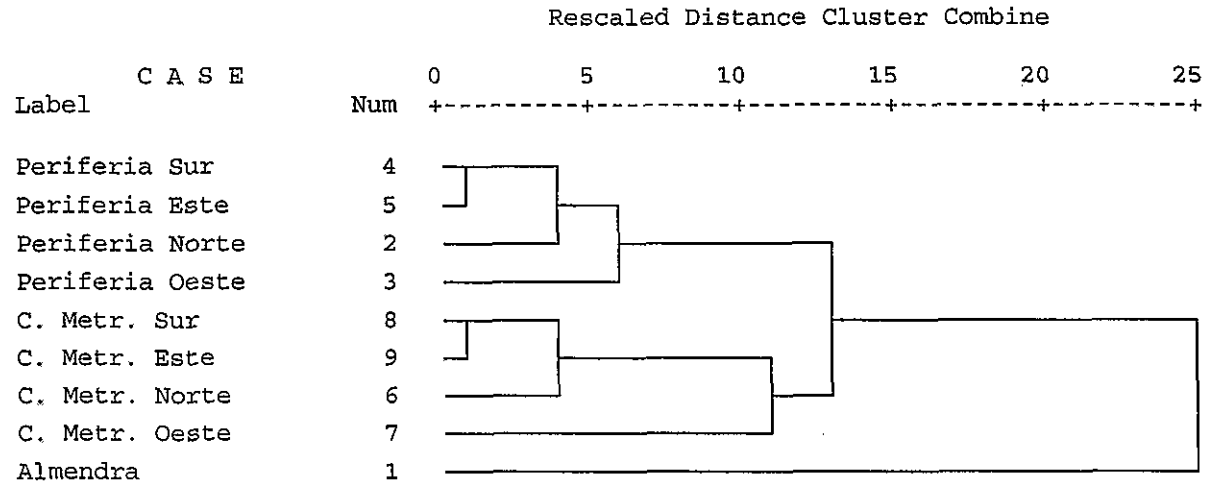 Rescaled Distance Cluster Combine
C A S E 0 5 10 15 20 25
Label Num +---------+---------+---------+---------+---------+
Periferia Sur 4
Periferia Este 5
Periferia Norte 2
Periferia Oeste 3
C. Metr. Sur 8
C. Metr. Este 9
C. Metr. Norte 6
C. Metr. Oeste 7
Almendra 1